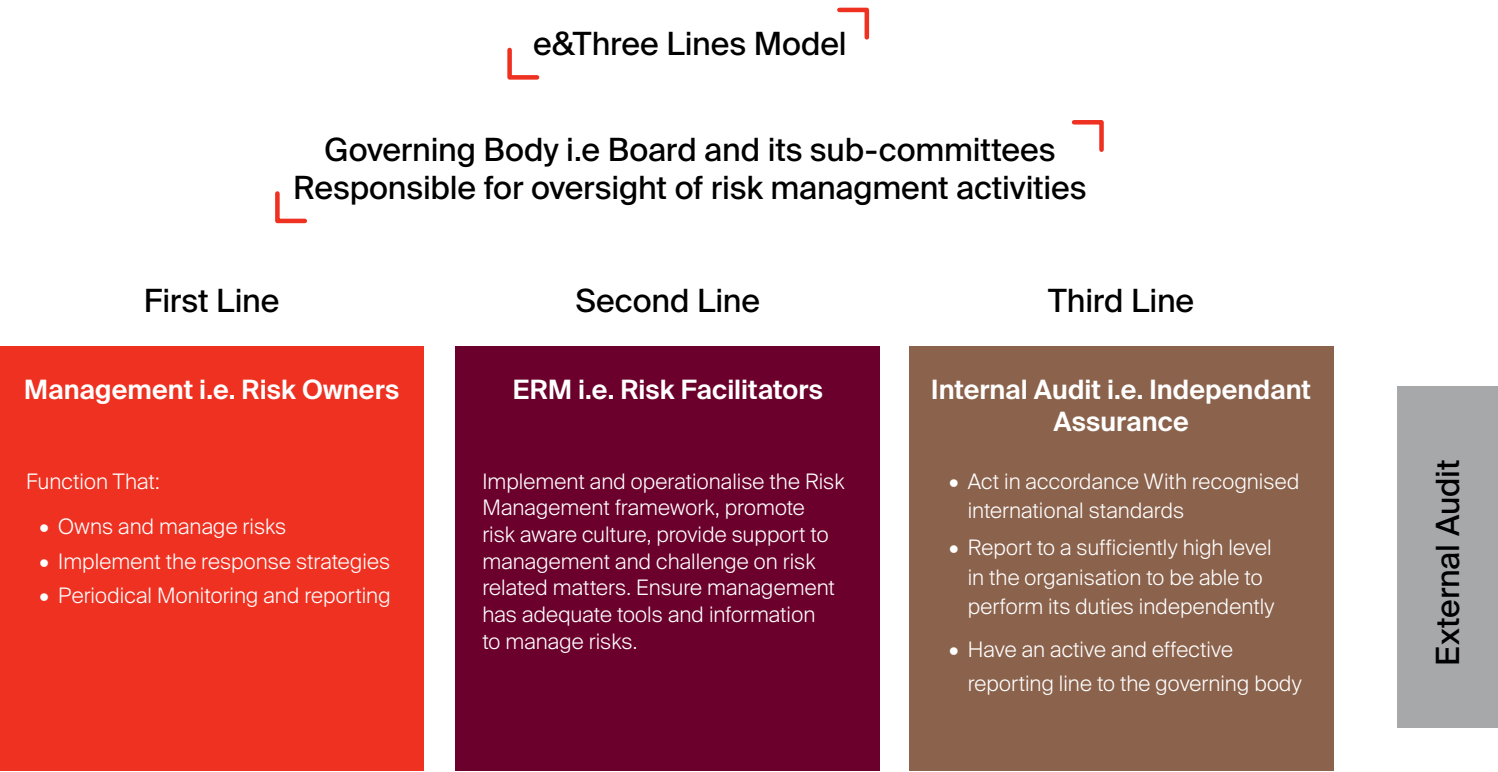 e&Three Lines Model
Governing Body i.e Board and its sub-committees
Responsible for oversight of risk managment activities
First Line
Second Line
Third Line
Management i.e. Risk Owners
Function That:
• Owns and manage risks
• Implement the response strategies
• Periodical Monitoring and reporting
ERM i.e. Risk Facilitators
Implement and operationalise the Risk
Management framework, promote
risk aware culture, provide support to
management and challenge on risk
related matters. Ensure management
has adequate tools and information
to manage risks.
Internal Audit i.e. Independant
Assurance
• Act in accordance With recognised
international standards
• Report to a sufficiently high level
in the organisation to be able to
perform its duties independently
• Have an active and effective
reporting line to the governing body
External Audit